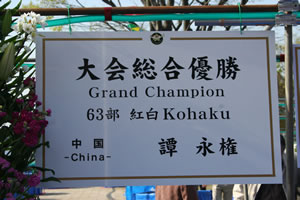 大会総合優勝
Grand Champion
63部 紅白 Kohaku
中国
-China-
譚 永権